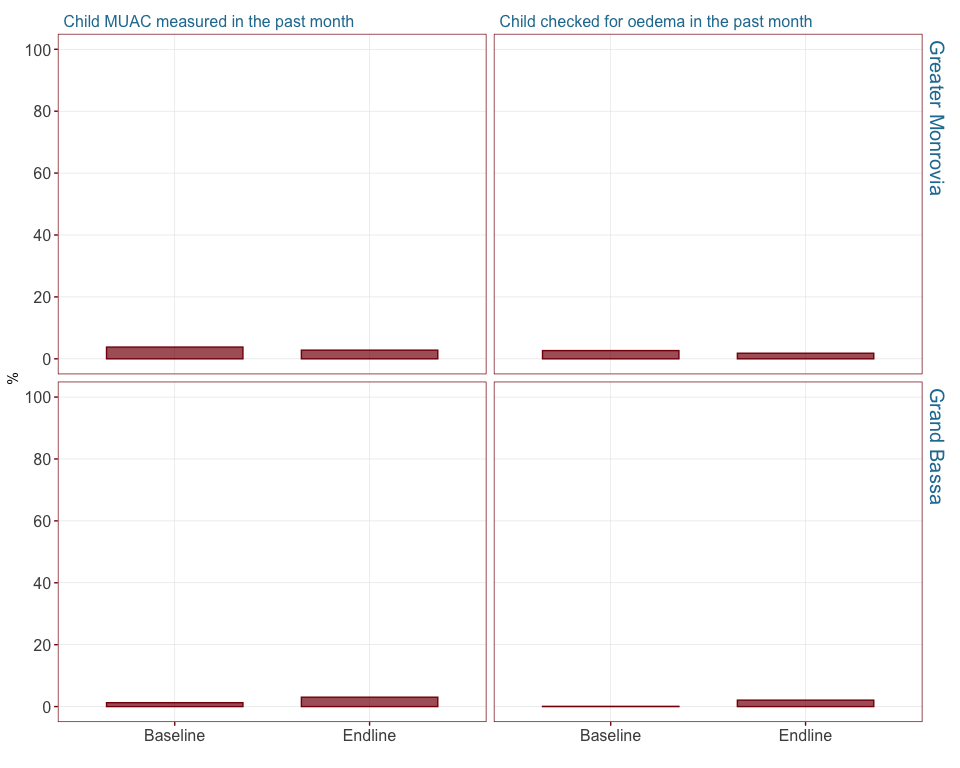 Child MUAC measured in the past month
Child checked for oedema in the past month
Greater Monrovia
100
80
60
40
20
0
%
Grand Bassa
100
80
60
40
20
0
Baseline
Endline
Baseline
Endline